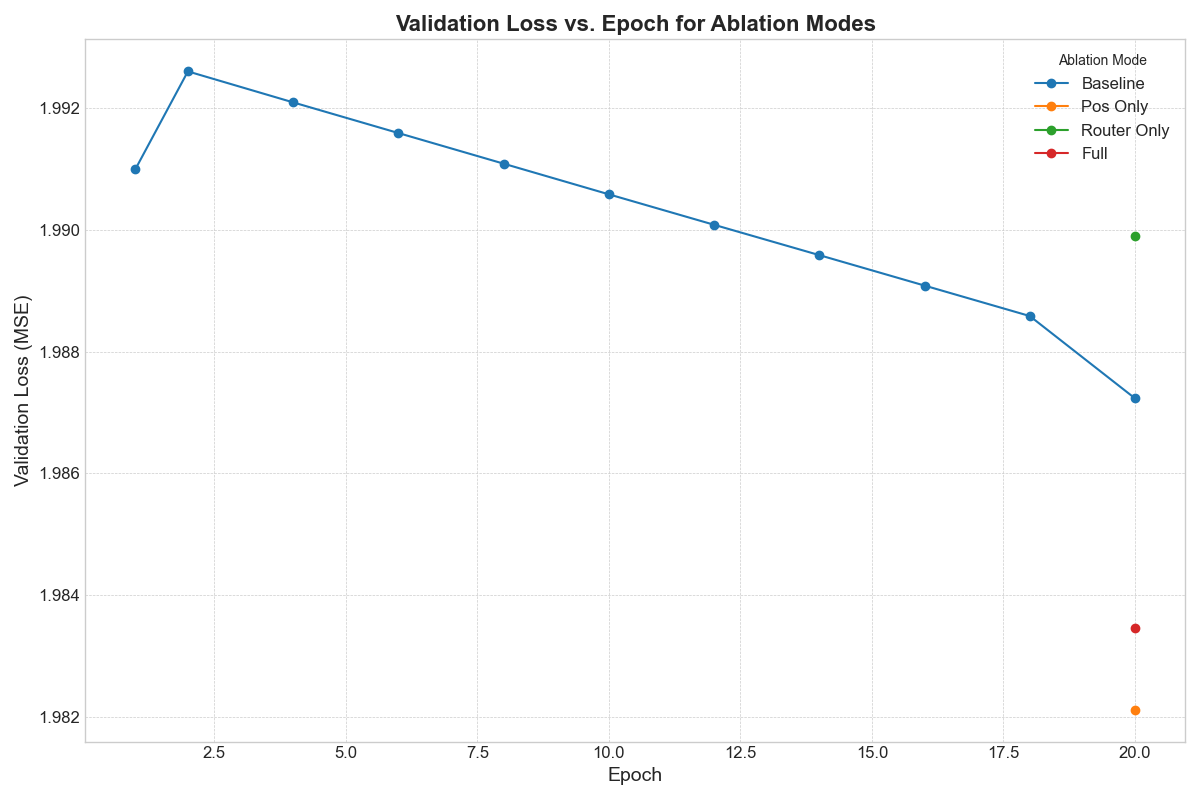 Validation Loss vs. Epoch for Ablation Modes
Ablation Mode
Baseline
Pos Only
Router Only
Full
Validation Loss (MSE)
1.992
1.990
1.988
1.986
1.984
1.982
2.5 5.0 7.5 10.0 12.5 15.0 17.5 20.0
Epoch